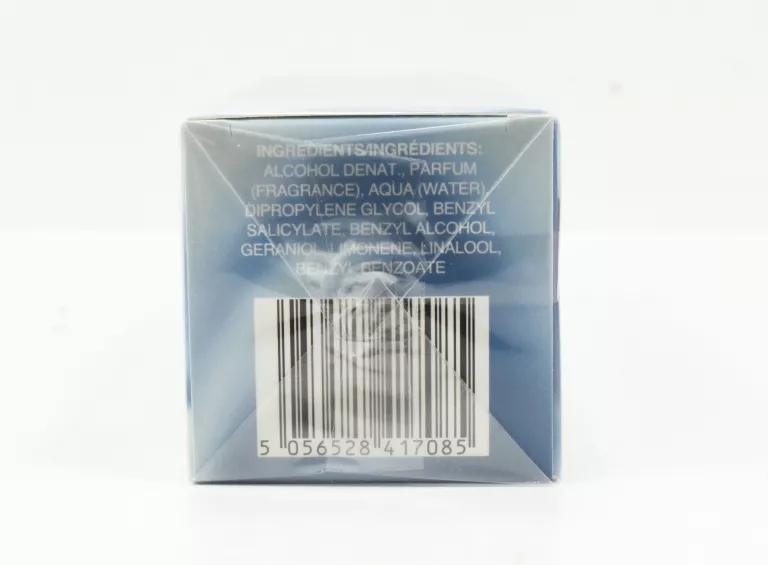 INGREDIENTS/INGRÉDIENTS:
ALCOHOL DENAT., PARFUM
(FRAGRANCE), AQUA (WATER),
DIPROPYLENE GLYCOL, BENZYL
SALICYLATE, BENZYL ALCOHOL,
GERANIOL, LIMONENE, LINALOOL,
BENZYL BENZOATE
5 056528 417085